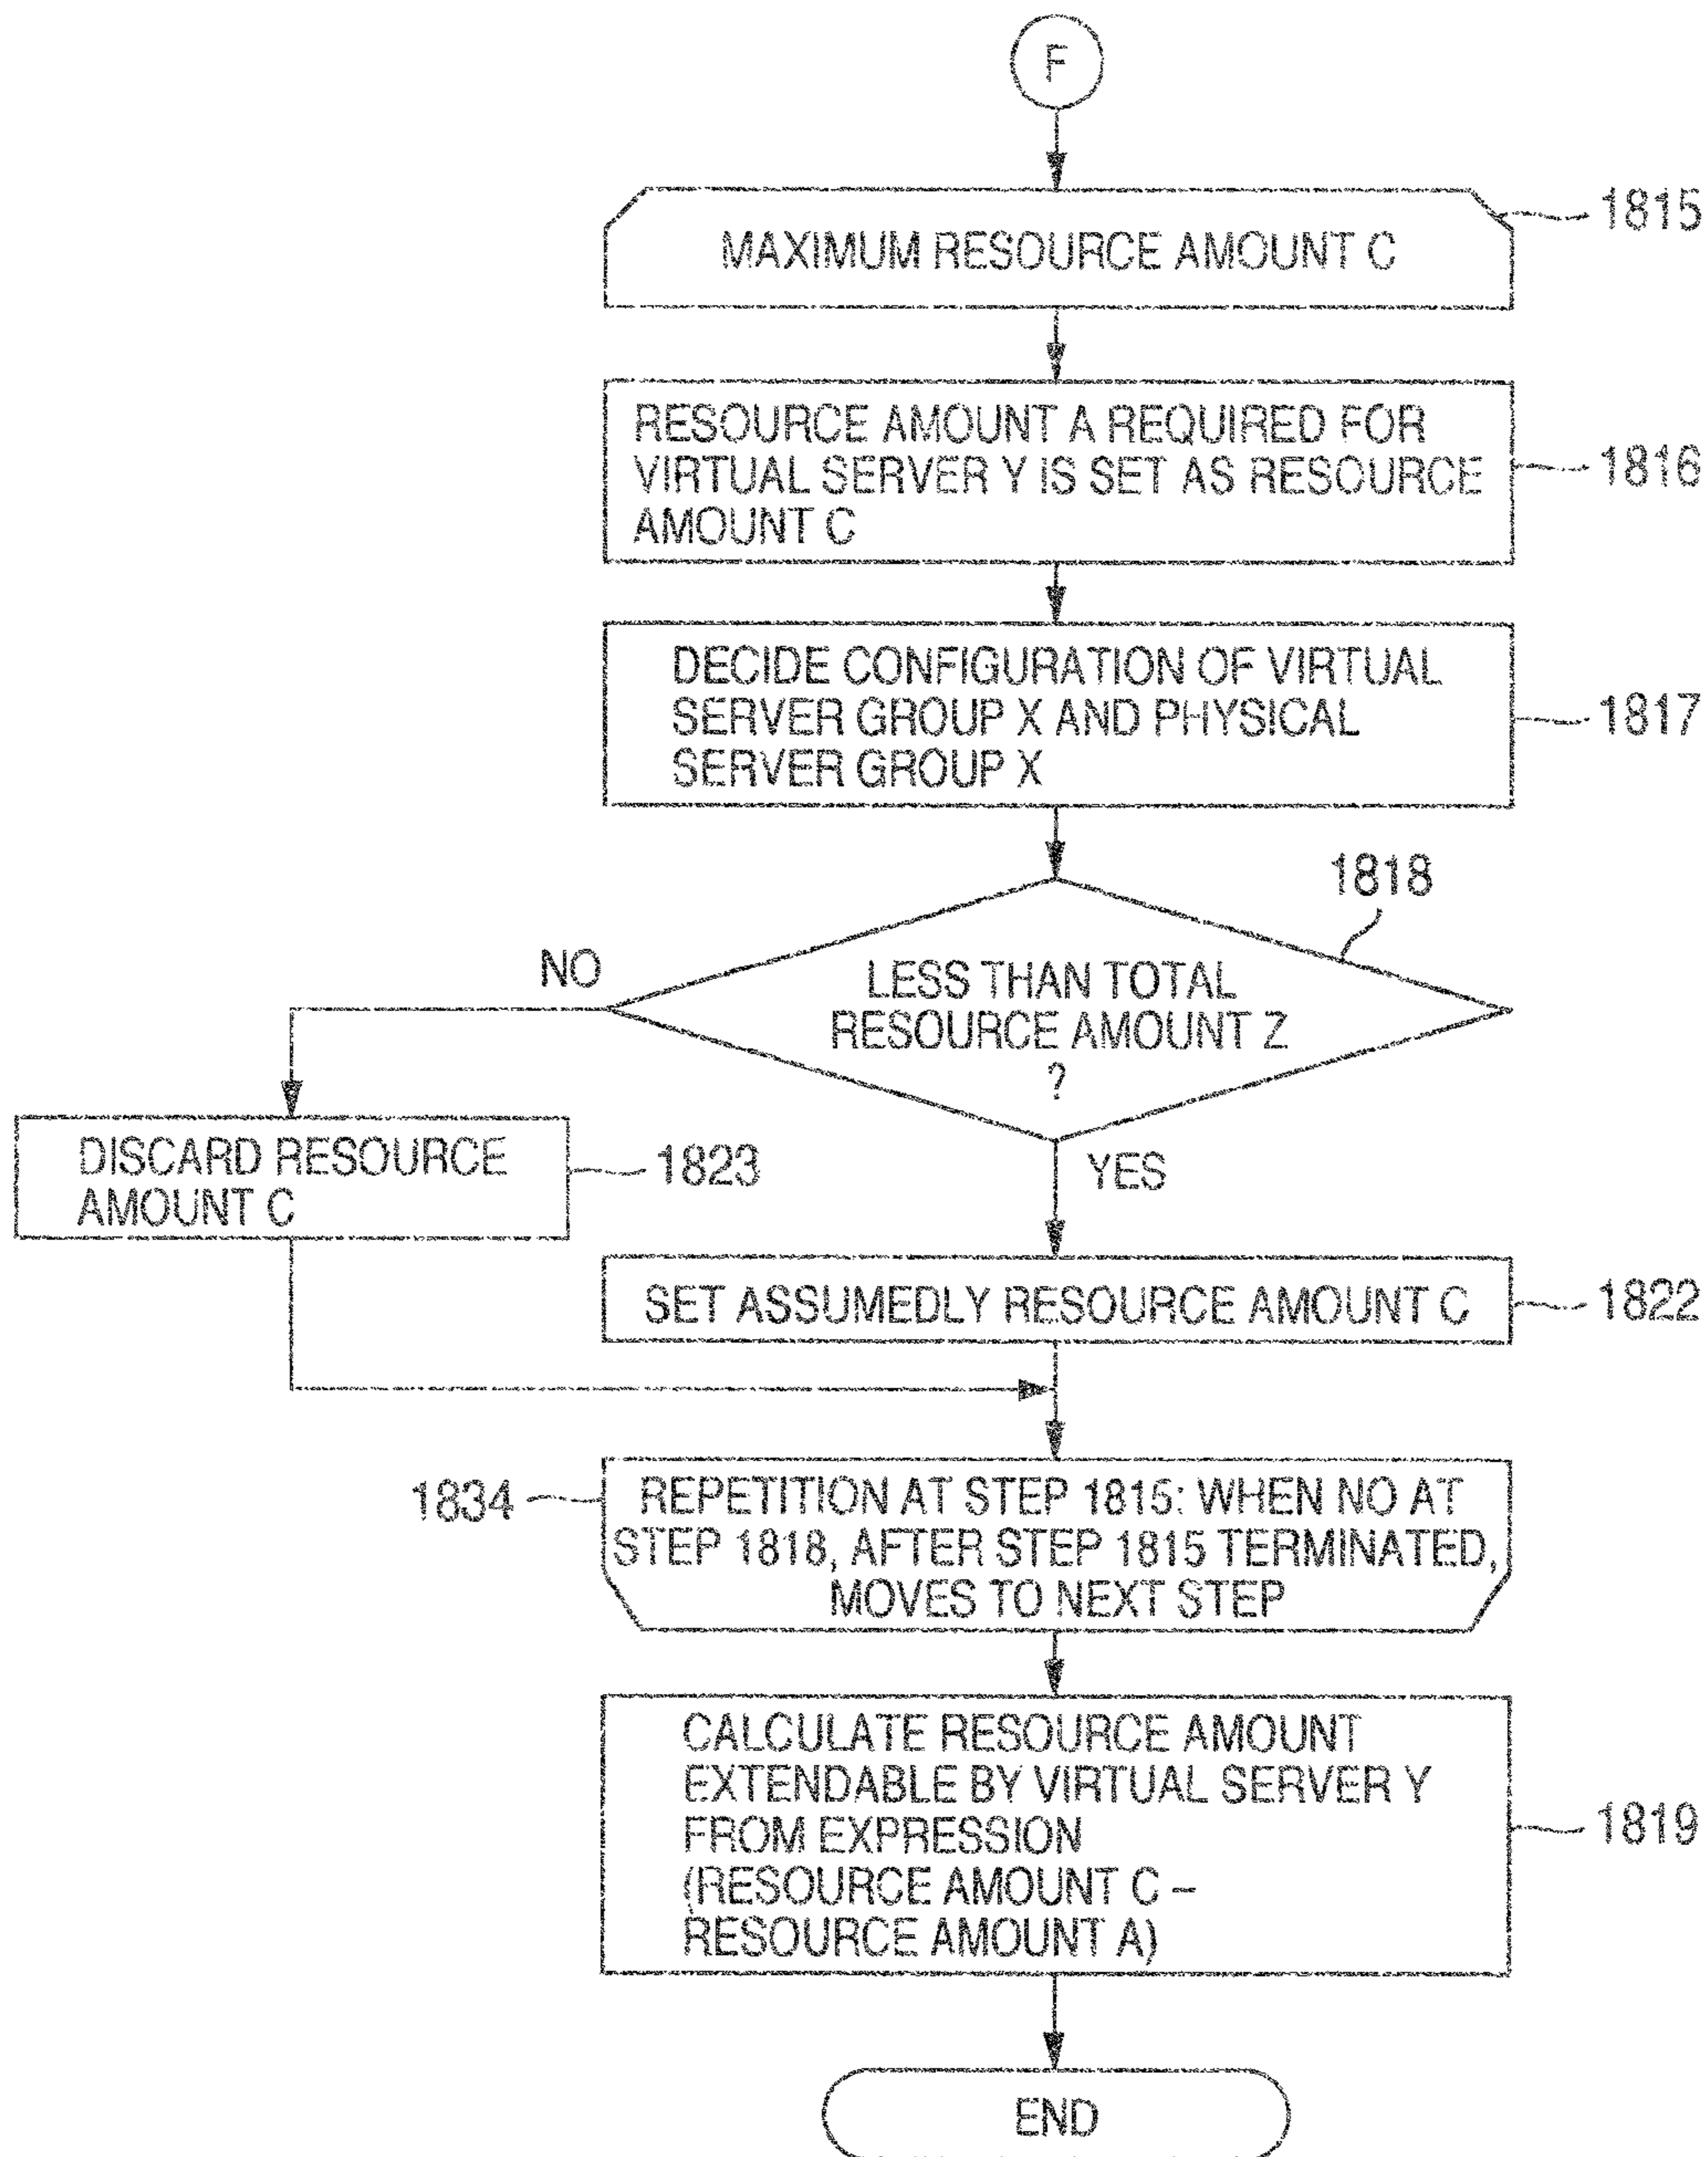 F
MAXIMUM RESOURCE AMOUNT C
1815
RESOURCE AMOUNT A REQUIRED FOR
VIRTUAL SERVER Y IS SET AS RESOURCE
AMOUNT C
1816
DECIDE CONFIGURATION OF VIRTUAL
SERVER GROUP X AND PHYSICAL
SERVER GROUP X
1817
1818
LESS THAN TOTAL
RESOURCE AMOUNT Z
?
NO
YES
DISCARD RESOURCE
AMOUNT C
1823
SET ASSUMEDLY RESOURCE AMOUNT C
1822
1834
REPETITION AT STEP 1815: WHEN NO AT
STEP 1818, AFTER STEP 1815 TERMINATED,
MOVES TO NEXT STEP
CALCULATE RESOURCE AMOUNT
EXTENDABLE BY VIRTUAL SERVER Y
FROM EXPRESSION
(RESOURCE AMOUNT C –
RESOURCE AMOUNT A)
1819
END